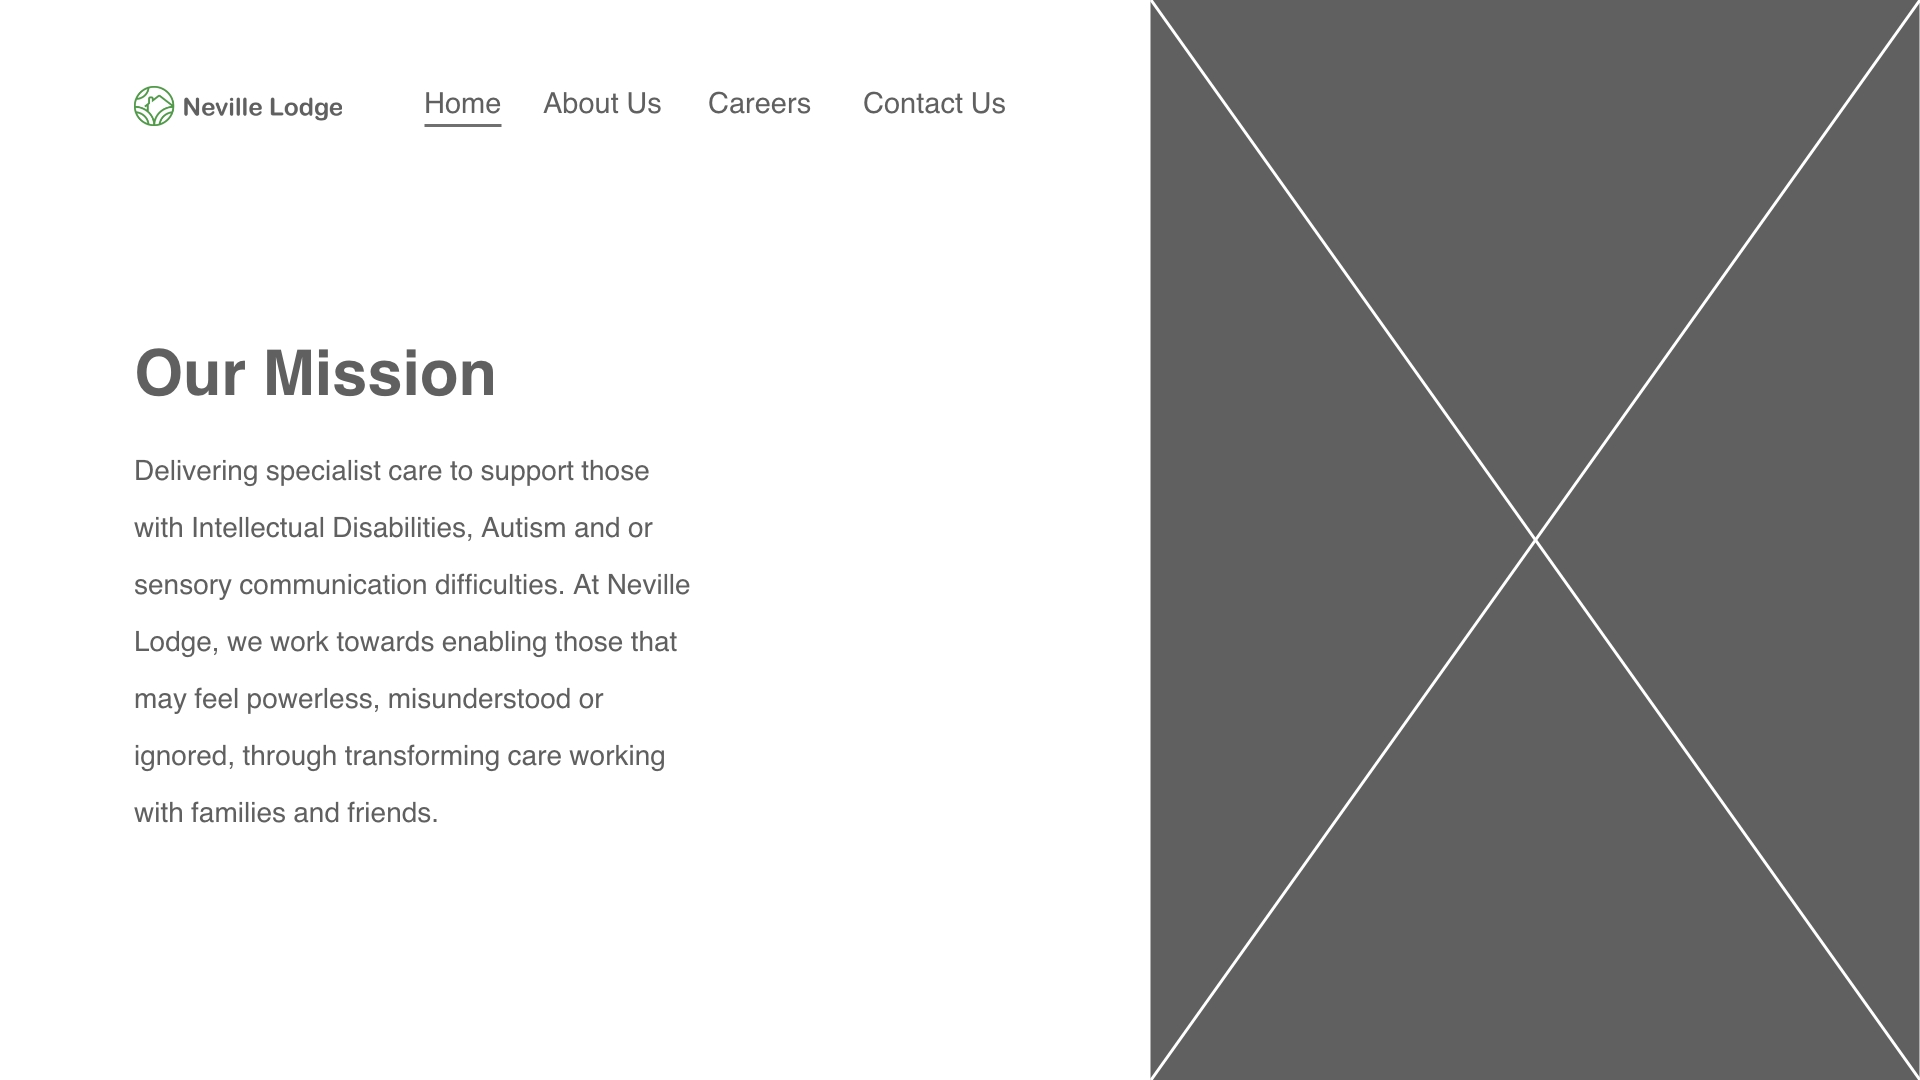 Neville Lodge
Home About Us Careers Contact Us
Our Mission
Delivering specialist care to support those
with Intellectual Disabilities, Autism and or
sensory communication difficulties. At Neville
Lodge, we work towards enabling those that
may feel powerless, misunderstood or
ignored, through transforming care working
with families and friends.